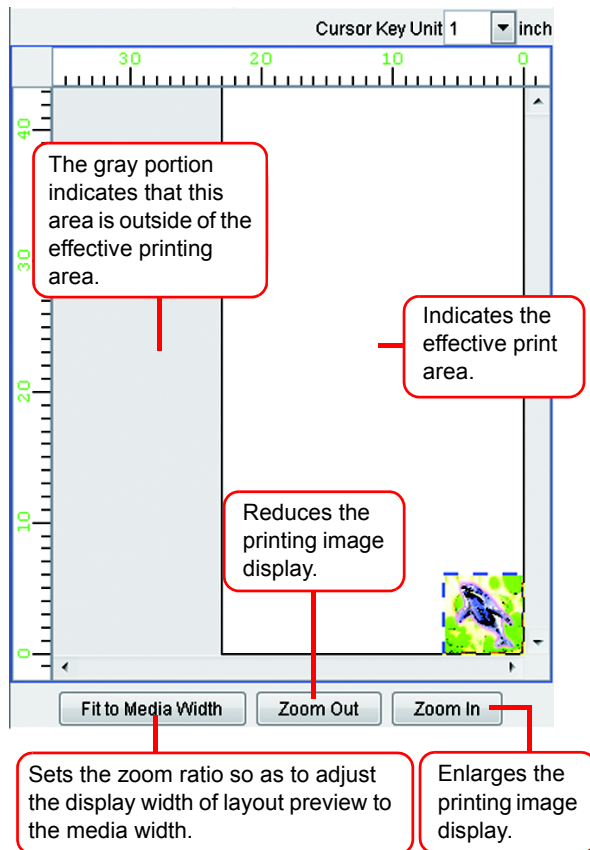 Cursor Key Unit 1 inch
30 20 10 0
40
The gray portion
indicates that this
area is outside of the
effective printing
area.
30
Indicates the
effective print
area.
20
Reduces the
printing image
display.
10
0
Fit to Media Width Zoom Out Zoom In
Sets the zoom ratio so as to adjust
the display width of layout preview to
the media width.
Enlarges the
printing image
display.